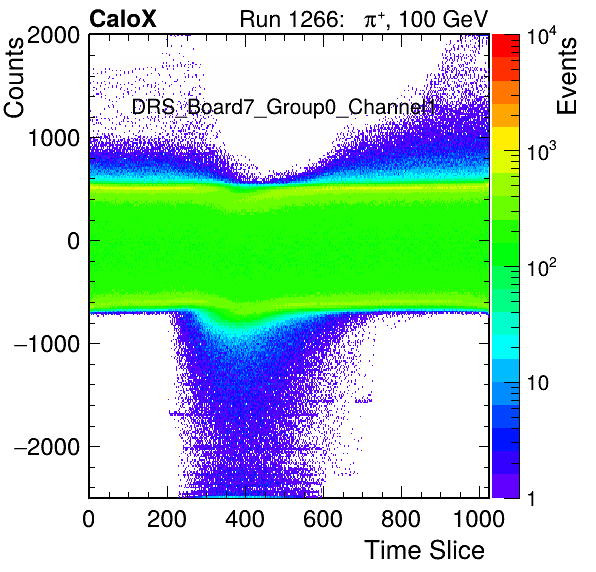 CaloX Run 1266: π⁺, 100 GeV
Counts
Events
DRS_Board7_Group0_Channel1
2000
1000
0
−1000
−2000
0 200 400 600 800 1000
Time Slice
10⁴
10³
10²
10
1